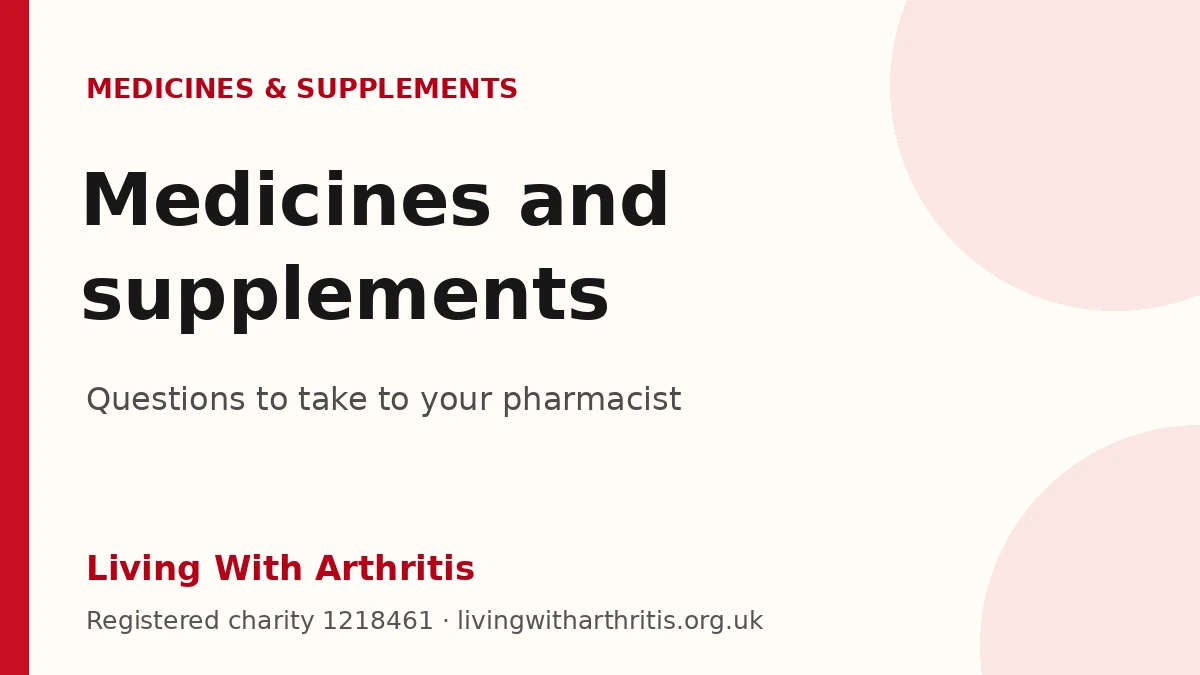 MEDICINES & SUPPLEMENTS
Medicines and
supplements
Questions to take to your pharmacist
Living With Arthritis
Registered charity 1218461 · livingwitharthritis.org.uk